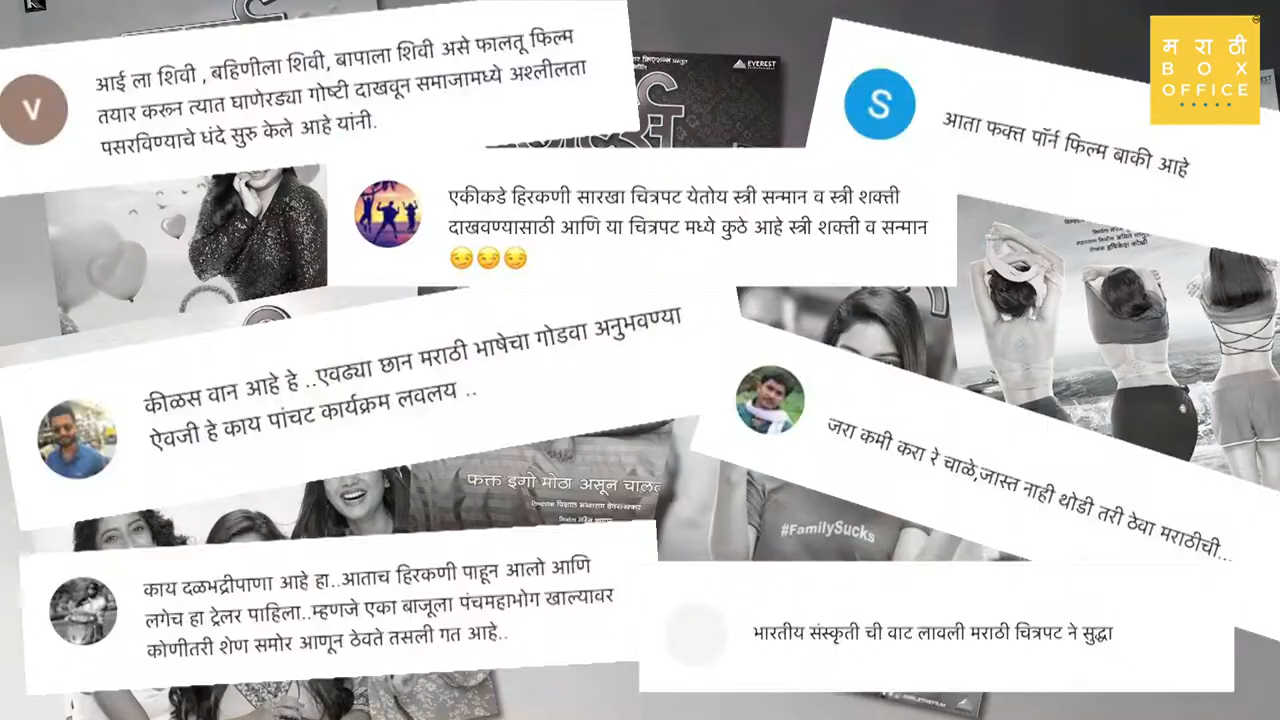 आई ला शिवी , बहिणीला शिवी, बापाला शिवी असे फालतू फिल्म
तयार करून त्यात घाणेरड्या गोष्टी दाखवून समाजामध्ये अश्लीलता
पसरविण्याचे धंदे सुरु केले आहे यांनी.
V
EVEREST
S
आता फक्त पॉर्न फिल्म बाकी आहे
मराठी
BOX
OFFICE
एकीकडे हिरकणी सारखा चित्रपट येतोय स्त्री सन्मान व स्त्री शक्ती
दाखवण्यासाठी आणि या चित्रपट मध्ये कुठे आहे स्त्री शक्ती व सन्मान
😏😏😏
कीळस वान आहे हे ..एवढ्या छान मराठी भाषेचा गोडवा अनुभवण्या
ऐवजी हे काय पांचट कार्यक्रम लवलय ..
जरा कमी करा रे चाळे,जास्त नाही थोडी तरी ठेवा मराठीची...
फक्त इगो मोठा असून चालत
#FamilySucks
काय दळभद्रीपाणा आहे हा..आताच हिरकणी पाहून आलो आणि
लगेच हा ट्रेलर पाहिला..म्हणजे एका बाजूला पंचमहाभोग खाल्यावर
कोणीतरी शेण समोर आणून ठेवते तसली गत आहे..
भारतीय संस्कृती ची वाट लावली मराठी चित्रपट ने सुद्धा